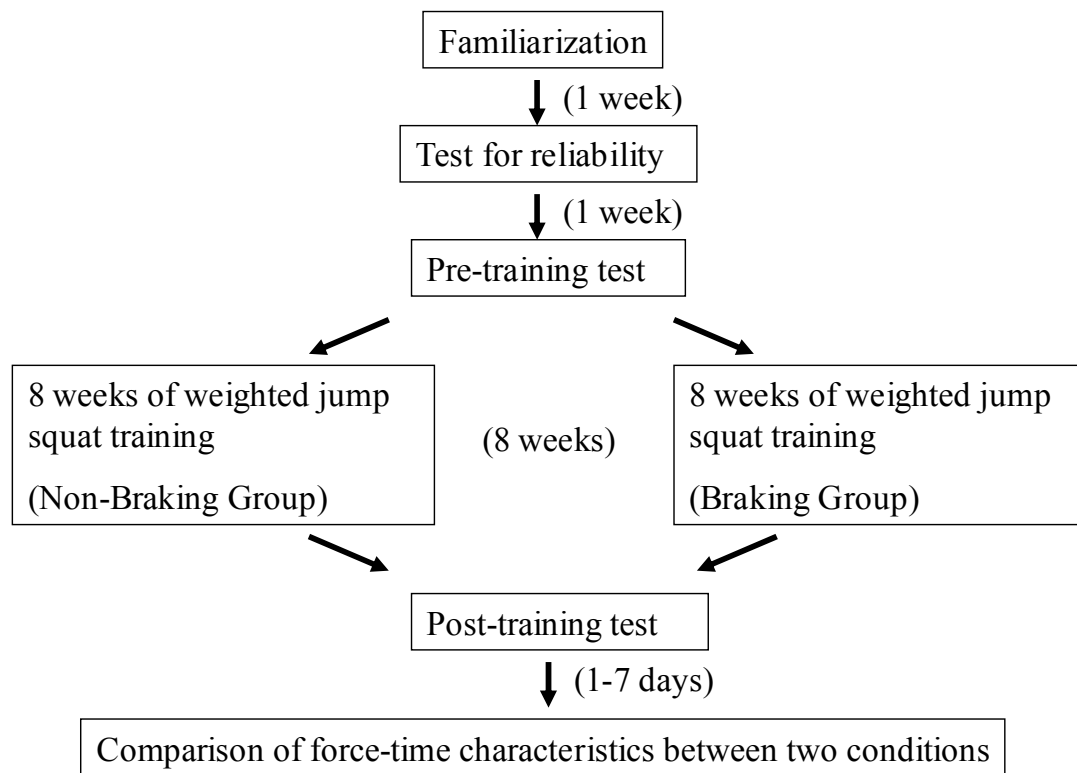 Familiarization
(1 week)
Test for reliability
(1 week)
Pre-training test
8 weeks of weighted jump
squat training
(Non-Braking Group)
(8 weeks)
8 weeks of weighted jump
squat training
(Braking Group)
Post-training test
(1-7 days)
Comparison of force-time characteristics between two conditions